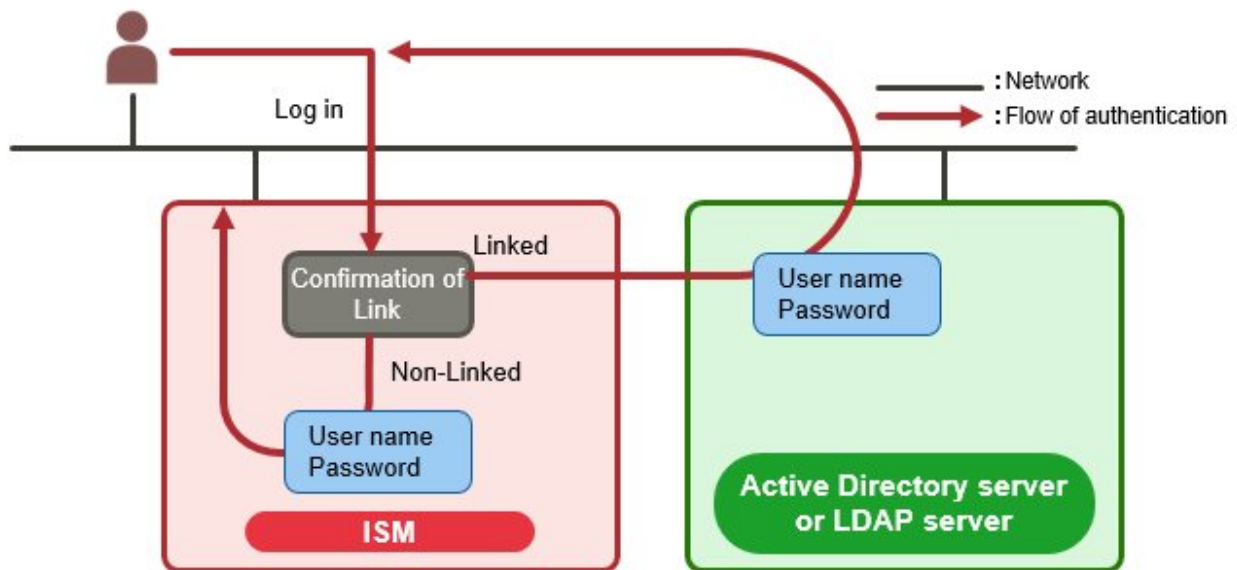 : Network
Log in
: Flow of authentication
Linked
Confirmation of
Link
User name
Password
Non-Linked
User name
Password
Active Directory server
or LDAP server
ISM